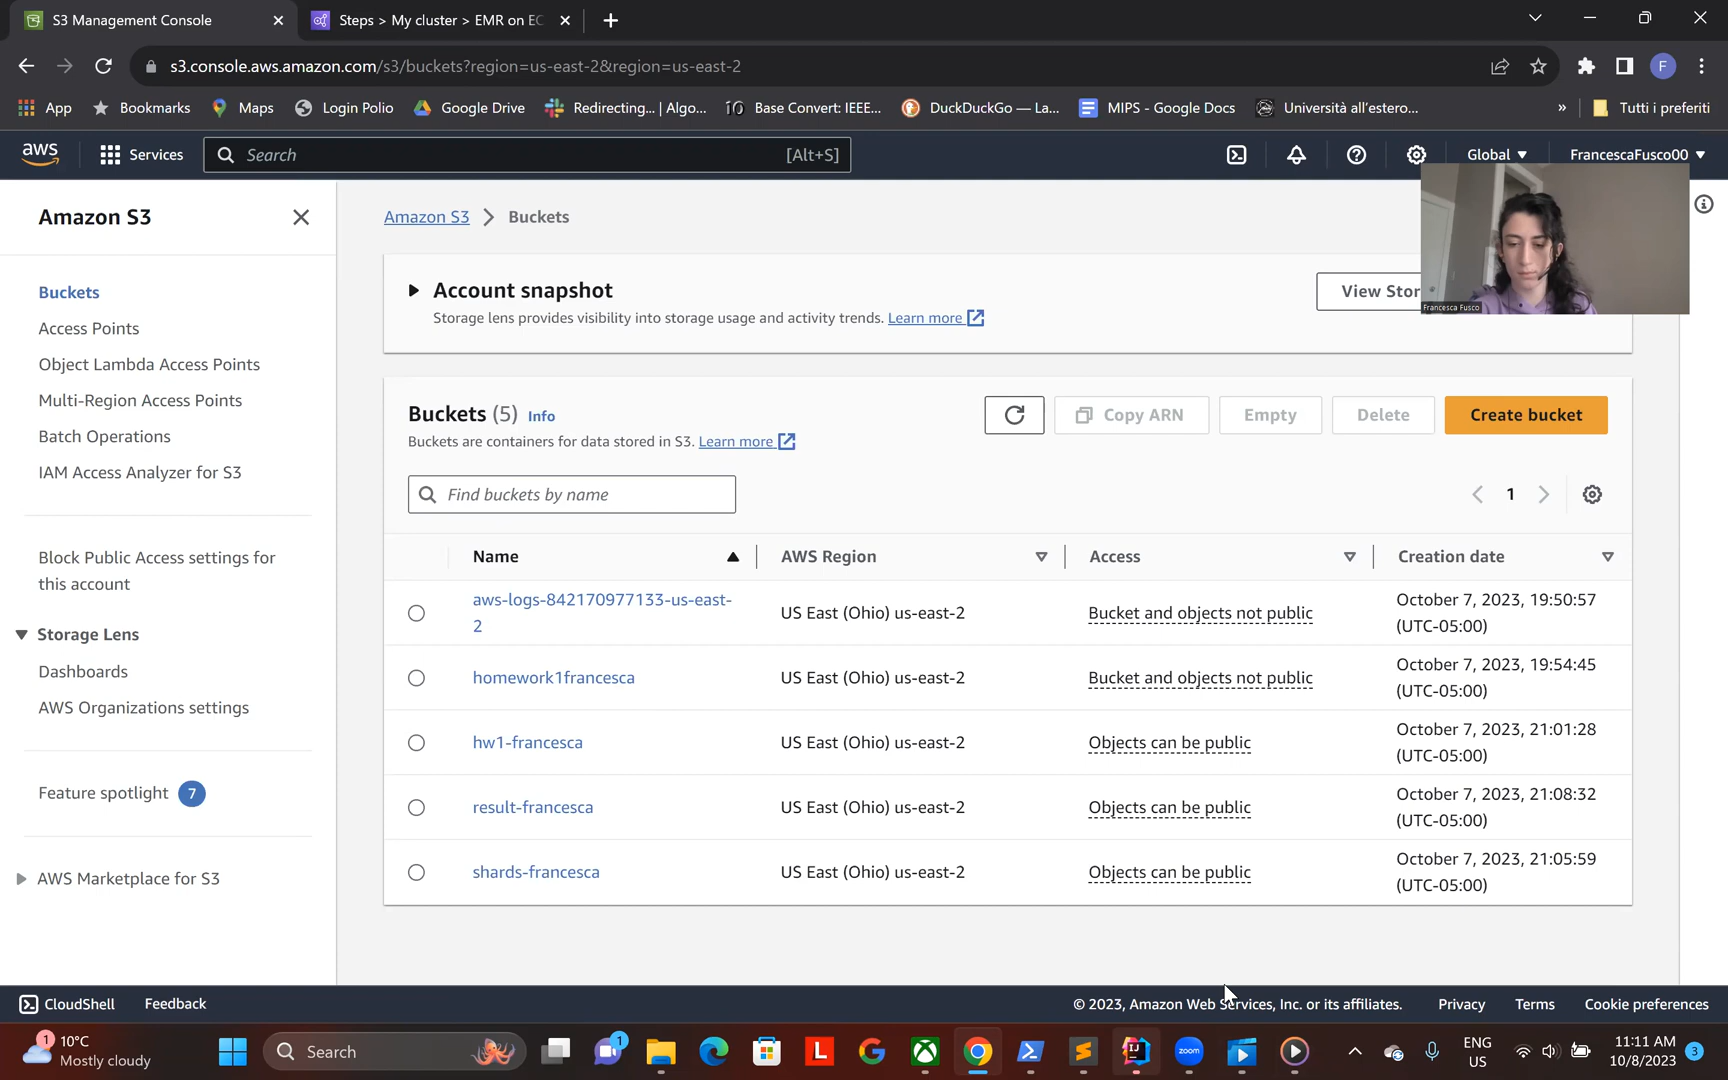 S3 Management Console
Steps > My cluster > EMR on EC
s3.console.aws.amazon.com/s3/buckets?region=us-east-2&region=us-east-2
F
App
Bookmarks
Maps
Login Polio
Google Drive
Redirecting... | Algo...
Base Convert: IEEE...
DuckDuckGo — La...
MIPS - Google Docs
Università all'estero...
»
Tutti i preferiti
aws
Services
Search
[Alt+S]
Global
FrancescaFusco00
Amazon S3
Buckets
Access Points
Object Lambda Access Points
Multi-Region Access Points
Batch Operations
IAM Access Analyzer for S3
Block Public Access settings for
this account
Storage Lens
Dashboards
AWS Organizations settings
Feature spotlight 7
AWS Marketplace for S3
Amazon S3 > Buckets
Account snapshot
Storage lens provides visibility into storage usage and activity trends. Learn more
View Stor
Francesca Fusco
Buckets (5) Info
Buckets are containers for data stored in S3. Learn more
Copy ARN
Empty
Delete
Create bucket
Find buckets by name
1
Name AWS Region Access Creation date
aws-logs-842170977133-us-east-
2
US East (Ohio) us-east-2
Bucket and objects not public
October 7, 2023, 19:50:57
(UTC-05:00)
homework1francesca
US East (Ohio) us-east-2
Bucket and objects not public
October 7, 2023, 19:54:45
(UTC-05:00)
hw1-francesca
US East (Ohio) us-east-2
Objects can be public
October 7, 2023, 21:01:28
(UTC-05:00)
result-francesca
US East (Ohio) us-east-2
Objects can be public
October 7, 2023, 21:08:32
(UTC-05:00)
shards-francesca
US East (Ohio) us-east-2
Objects can be public
October 7, 2023, 21:05:59
(UTC-05:00)
CloudShell
Feedback
© 2023, Amazon Web Services, Inc. or its affiliates.
Privacy
Terms
Cookie preferences
1
10°C
Mostly cloudy
Search
1
L
IJ
zoom
ENG
US
11:11 AM
10/8/2023
3